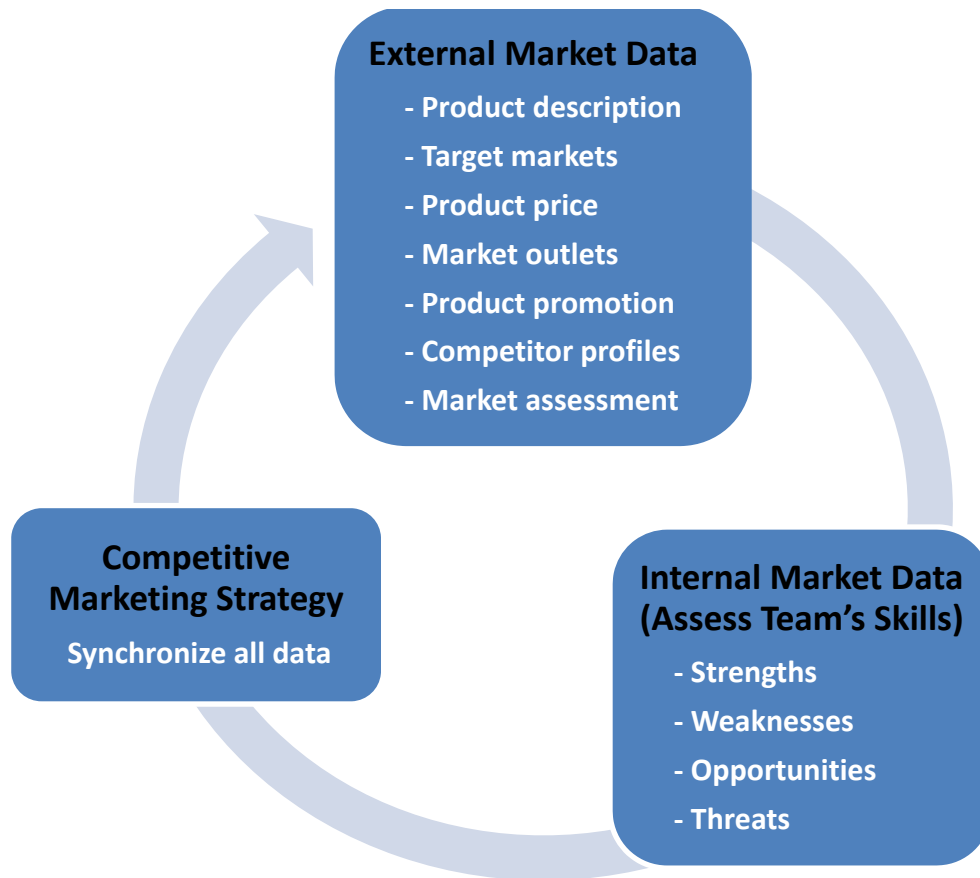 External Market Data
- Product description
- Target markets
- Product price
- Market outlets
- Product promotion
- Competitor profiles
- Market assessment
Internal Market Data
(Assess Team’s Skills)
- Strengths
- Weaknesses
- Opportunities
- Threats
Competitive
Marketing Strategy
Synchronize all data